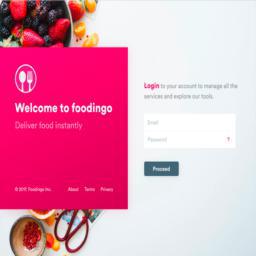 Welcome to foodingo
Deliver food instantly
© 2017, Foodingo Inc.
About Terms Privacy
Login to your account to manage all the
services and explore our tools.
Email
Password
?
Proceed